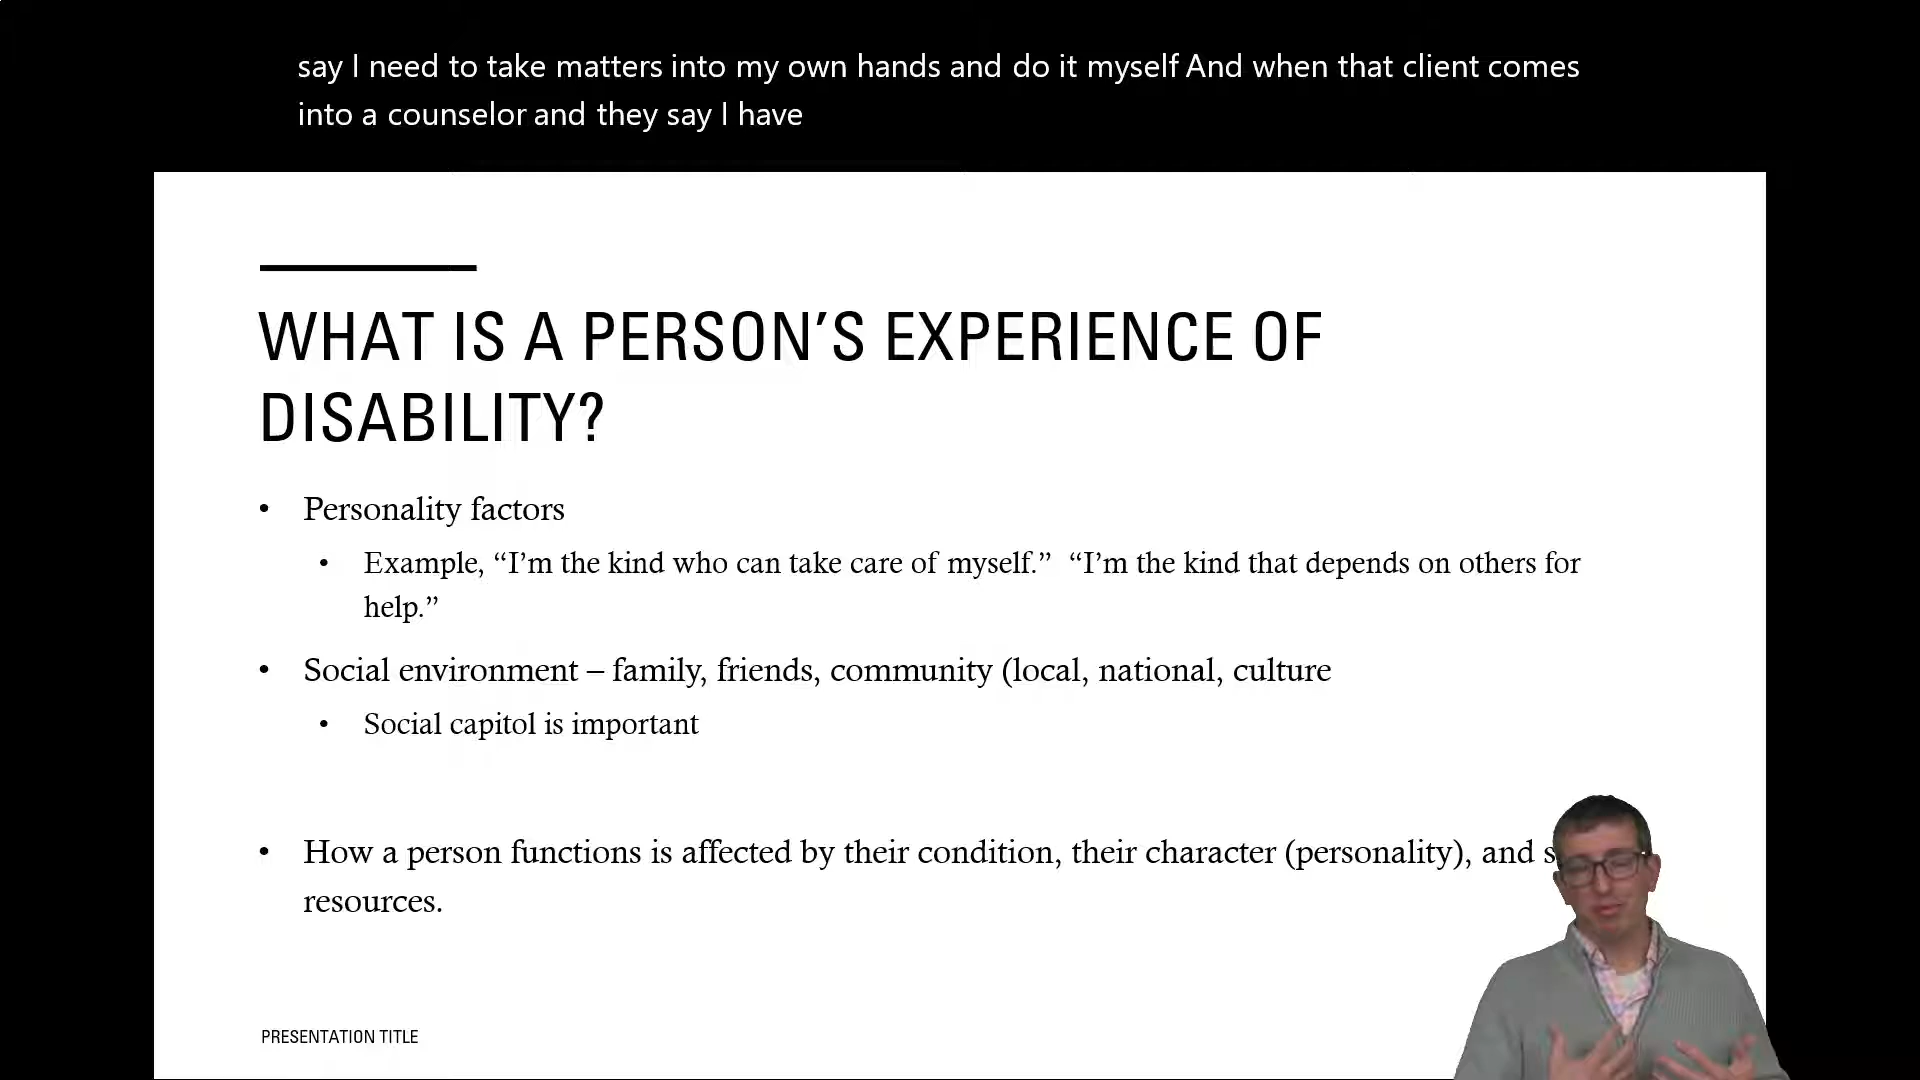 say I need to take matters into my own hands and do it myself And when that client comes
into a counselor and they say I have
WHAT IS A PERSON’S EXPERIENCE OF
DISABILITY?
• Personality factors
• Example, “I’m the kind who can take care of myself.” “I’m the kind that depends on others for
help.”
• Social environment – family, friends, community (local, national, culture
• Social capitol is important
• How a person functions is affected by their condition, their character (personality), and
resources.
PRESENTATION TITLE